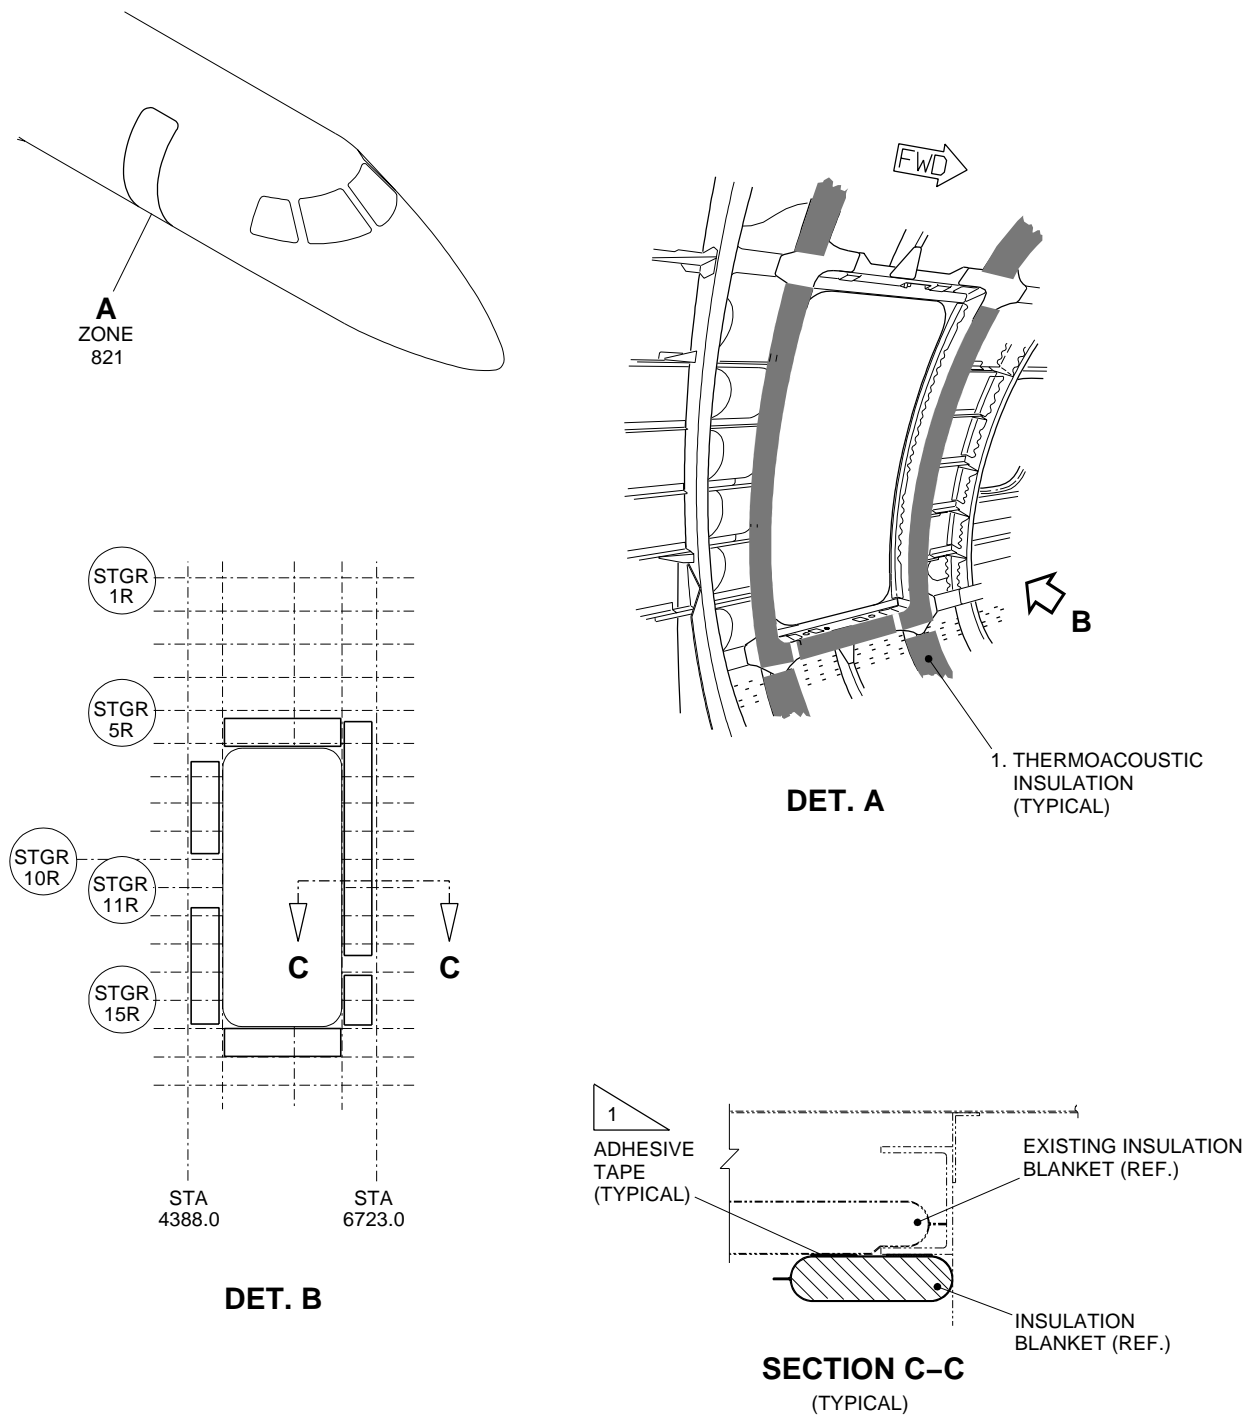 A
ZONE
821
FWD
B
1. THERMOACOUSTIC
INSULATION
(TYPICAL)
DET. A
STGR
1R
STGR
5R
STGR
10R
STGR
11R
STGR
15R
C
C
STA
4388.0
STA
6723.0
DET. B
1
ADHESIVE
TAPE
(TYPICAL)
EXISTING INSULATION
BLANKET (REF.)
INSULATION
BLANKET (REF.)
SECTION C–C
(TYPICAL)